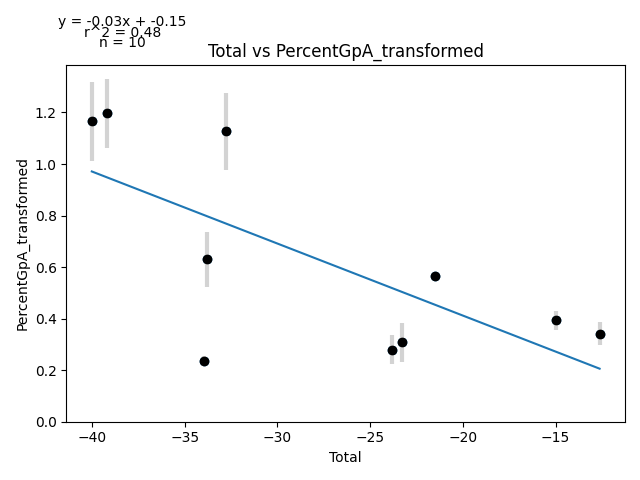 y = -0.03x + -0.15
r^2 = 0.48
n = 10
Total vs PercentGpA_transformed
1.2
1.0
0.8
0.6
0.4
0.2
0.0
PercentGpA_transformed
−40
−35
−30
−25
−20
−15
Total